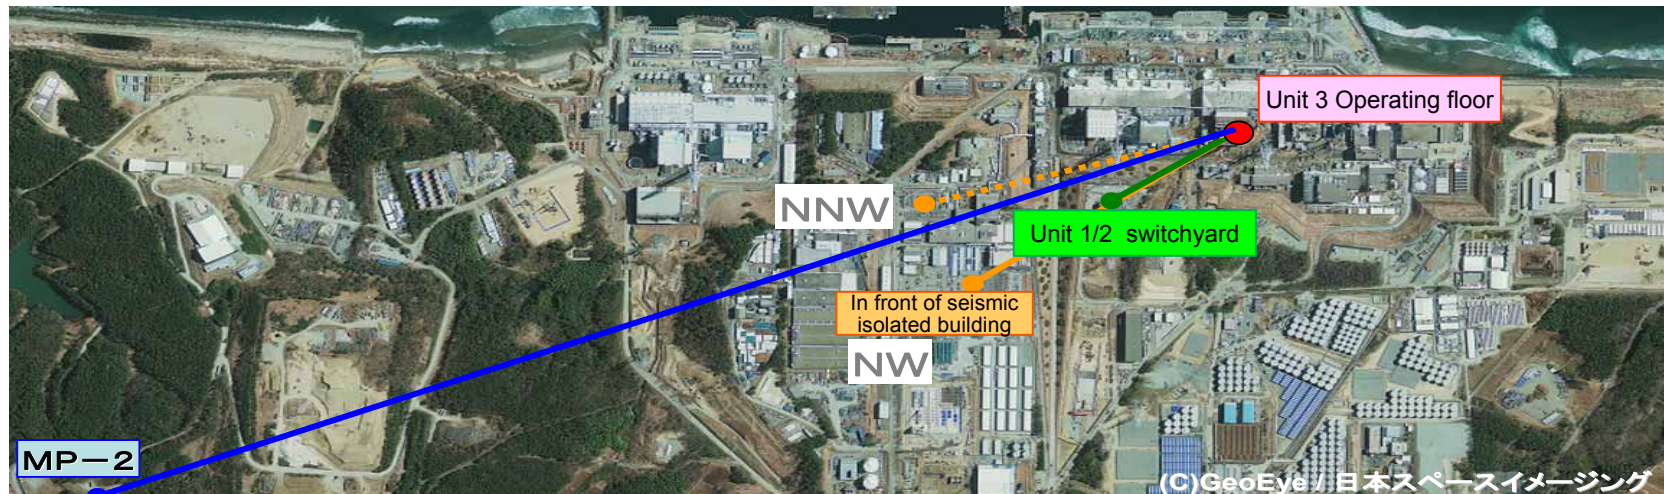 Unit 3 Operating floor
NNW
Unit 1/2 switchyard
In front of seismic
isolated building
NW
MP－2
(C)GeoEye / 日本スペースイメージング